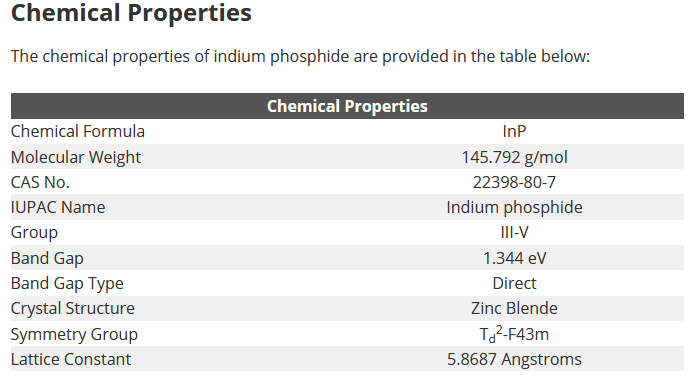 Chemical Properties
The chemical properties of indium phosphide are provided in the table below:
Chemical Properties
Chemical Formula InP
Molecular Weight 145.792 g/mol
CAS No. 22398-80-7
IUPAC Name Indium phosphide
Group III-V
Band Gap 1.344 eV
Band Gap Type Direct
Crystal Structure Zinc Blende
Symmetry Group Td²-F43m
Lattice Constant 5.8687 Angstroms